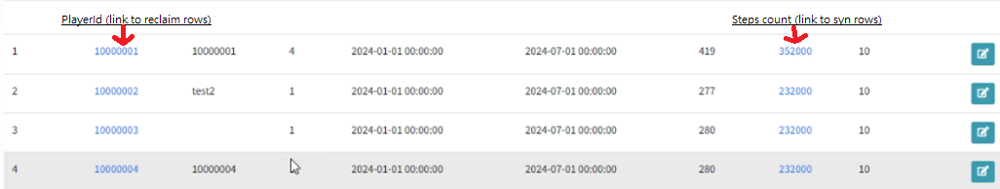 PlayerId (link to reclaim rows) Steps count (link to syn rows)
1 10000001 10000001 4 2024-01-01 00:00:00 2024-07-01 00:00:00 419 352000 10
2 10000002 test2 1 2024-01-01 00:00:00 2024-07-01 00:00:00 277 232000 10
3 10000003 1 2024-01-01 00:00:00 2024-07-01 00:00:00 280 232000 10
4 10000004 10000004 2024-01-01 00:00:00 2024-07-01 00:00:00 280 232000 10